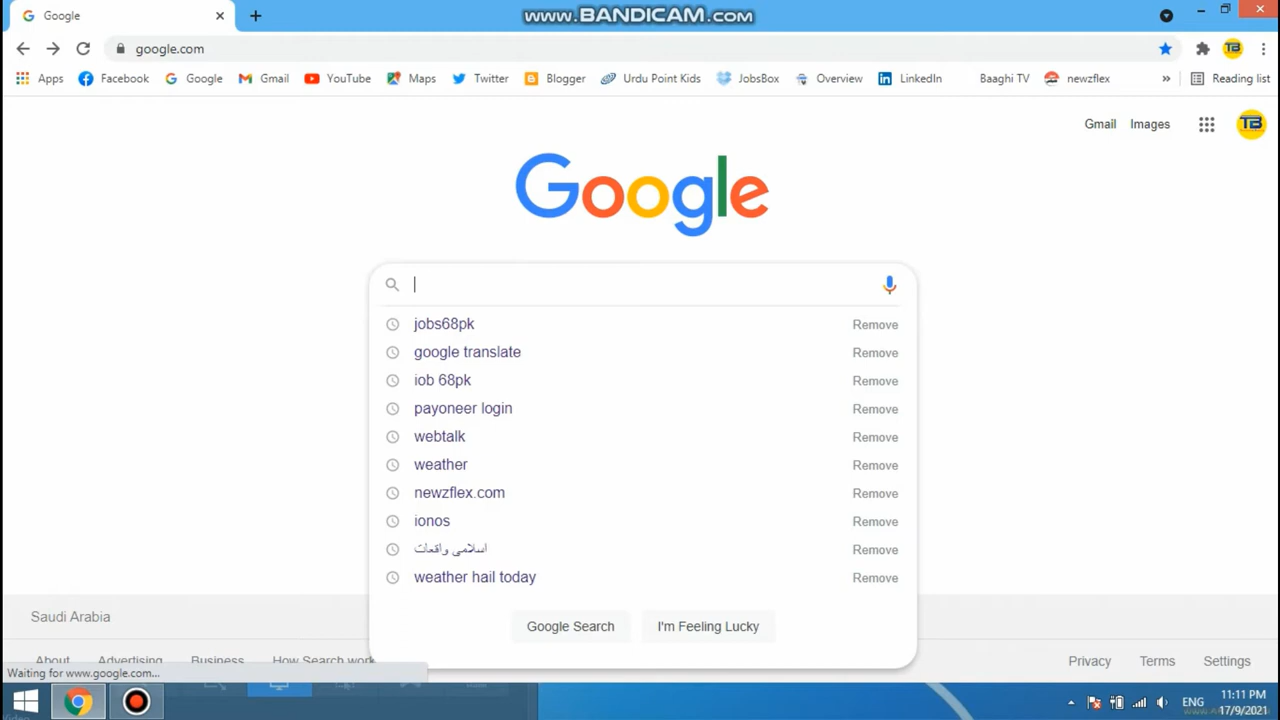 Google
www.BANDICAM.com
google.com
Apps Facebook Google Gmail YouTube Maps Twitter Blogger Urdu Point Kids JobsBox Overview LinkedIn Baaghi TV newzflex » Reading list
Gmail Images TB
Google
jobs68pk Remove
google translate Remove
iob 68pk Remove
payoneer login Remove
webtalk Remove
weather Remove
newzflex.com Remove
ionos Remove
اسلامی واقعات Remove
weather hail today Remove
Google Search I'm Feeling Lucky
Saudi Arabia
About Advertising Business How Search work Privacy Terms Settings
Waiting for www.google.com...
ENG
11:11 PM
17/9/2021